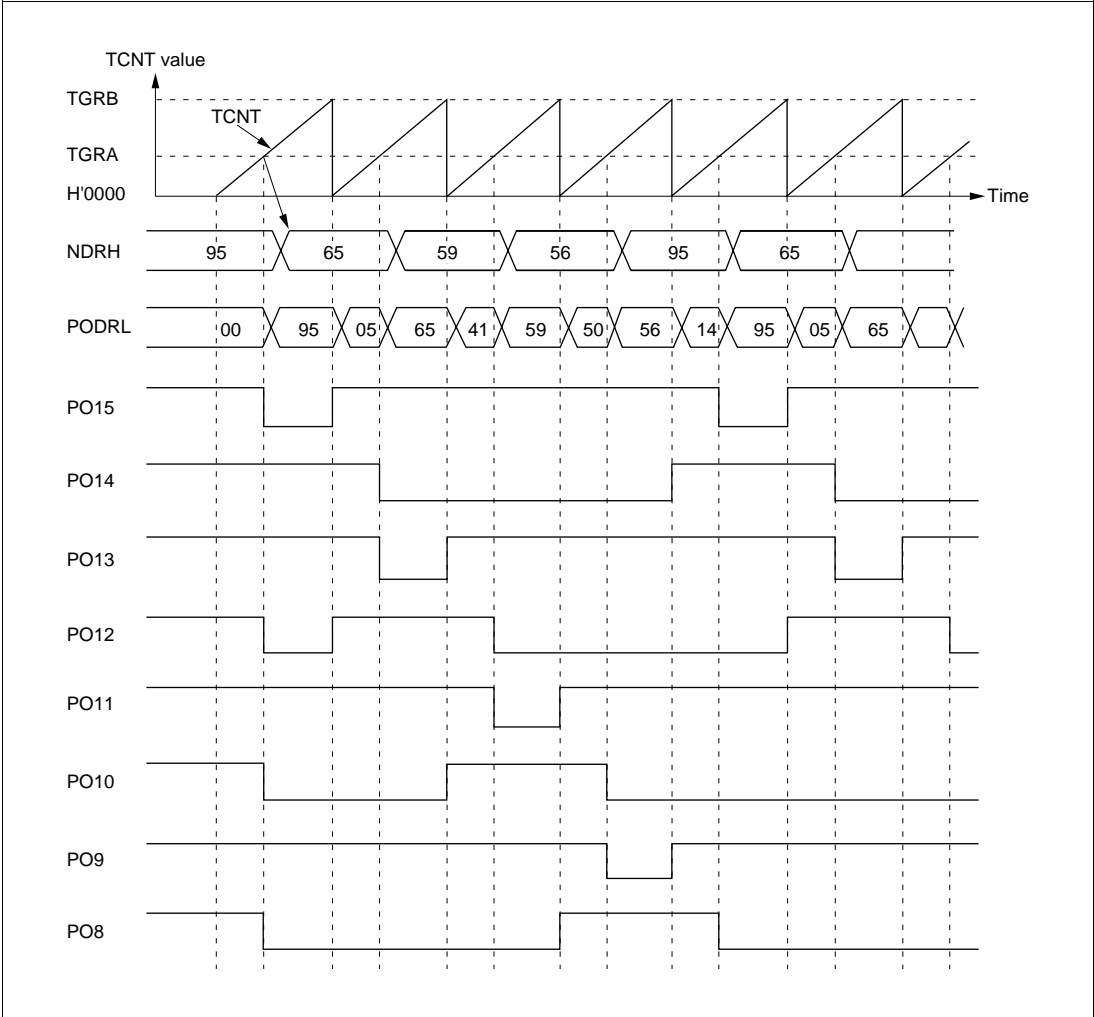 TCNT value
TGRB
TCNT
TGRA
H'0000
Time
NDRH 95 65 59 56 95 65
PODRL 00 95 05 65 41 59 50 56 14 95 05 65
PO15
PO14
PO13
PO12
PO11
PO10
PO9
PO8